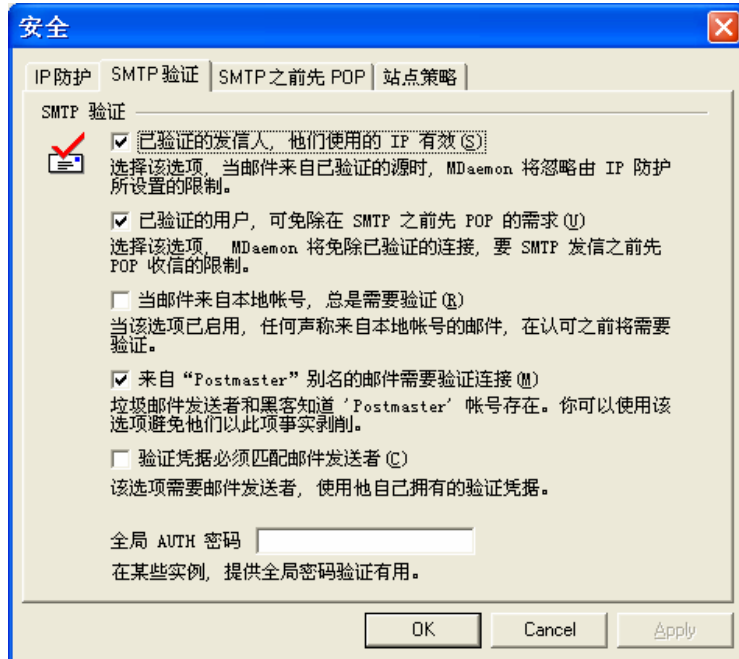 安全
IP防护 SMTP验证 SMTP之前先 POP 站点策略
SMTP 验证
已验证的发信人, 他们使用的 IP 有效(S)
选择该选项, 当邮件来自已验证的源时, MDaemon 将忽略由 IP 防护
所设置的限制。
已验证的用户, 可免除在 SMTP 之前先 POP 的需求(U)
选择该选项, MDaemon 将免除已验证的连接, 要 SMTP 发信之前先
POP 收信的限制。
当邮件来自本地帐号, 总是需要验证(R)
当该选项已启用, 任何声称来自本地帐号的邮件, 在认可之前将需要
验证。
来自“Postmaster”别名的邮件需要验证连接(M)
垃圾邮件发送者和黑客知道 'Postmaster' 帐号存在。你可以使用该
选项避免他们以此项事实剥削。
验证凭据必须匹配邮件发送者(C)
该选项需要邮件发送者, 使用他自己拥有的验证凭据。
全局 AUTH 密码
在某些实例, 提供全局密码验证有用。
OK Cancel Apply